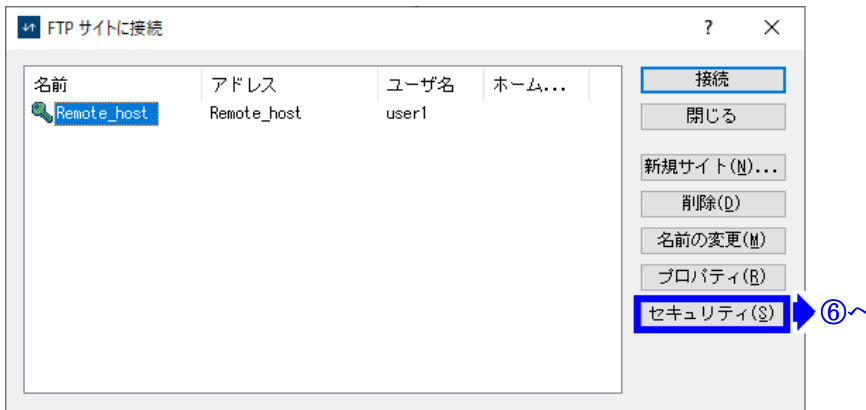 FTP サイトに接続
? ×
名前 アドレス ユーザ名 ホーム...
Remote_host Remote_host user1
接続
閉じる
新規サイト(N)...
削除(D)
名前の変更(M)
プロパティ(R)
セキュリティ(S)
⑥へ